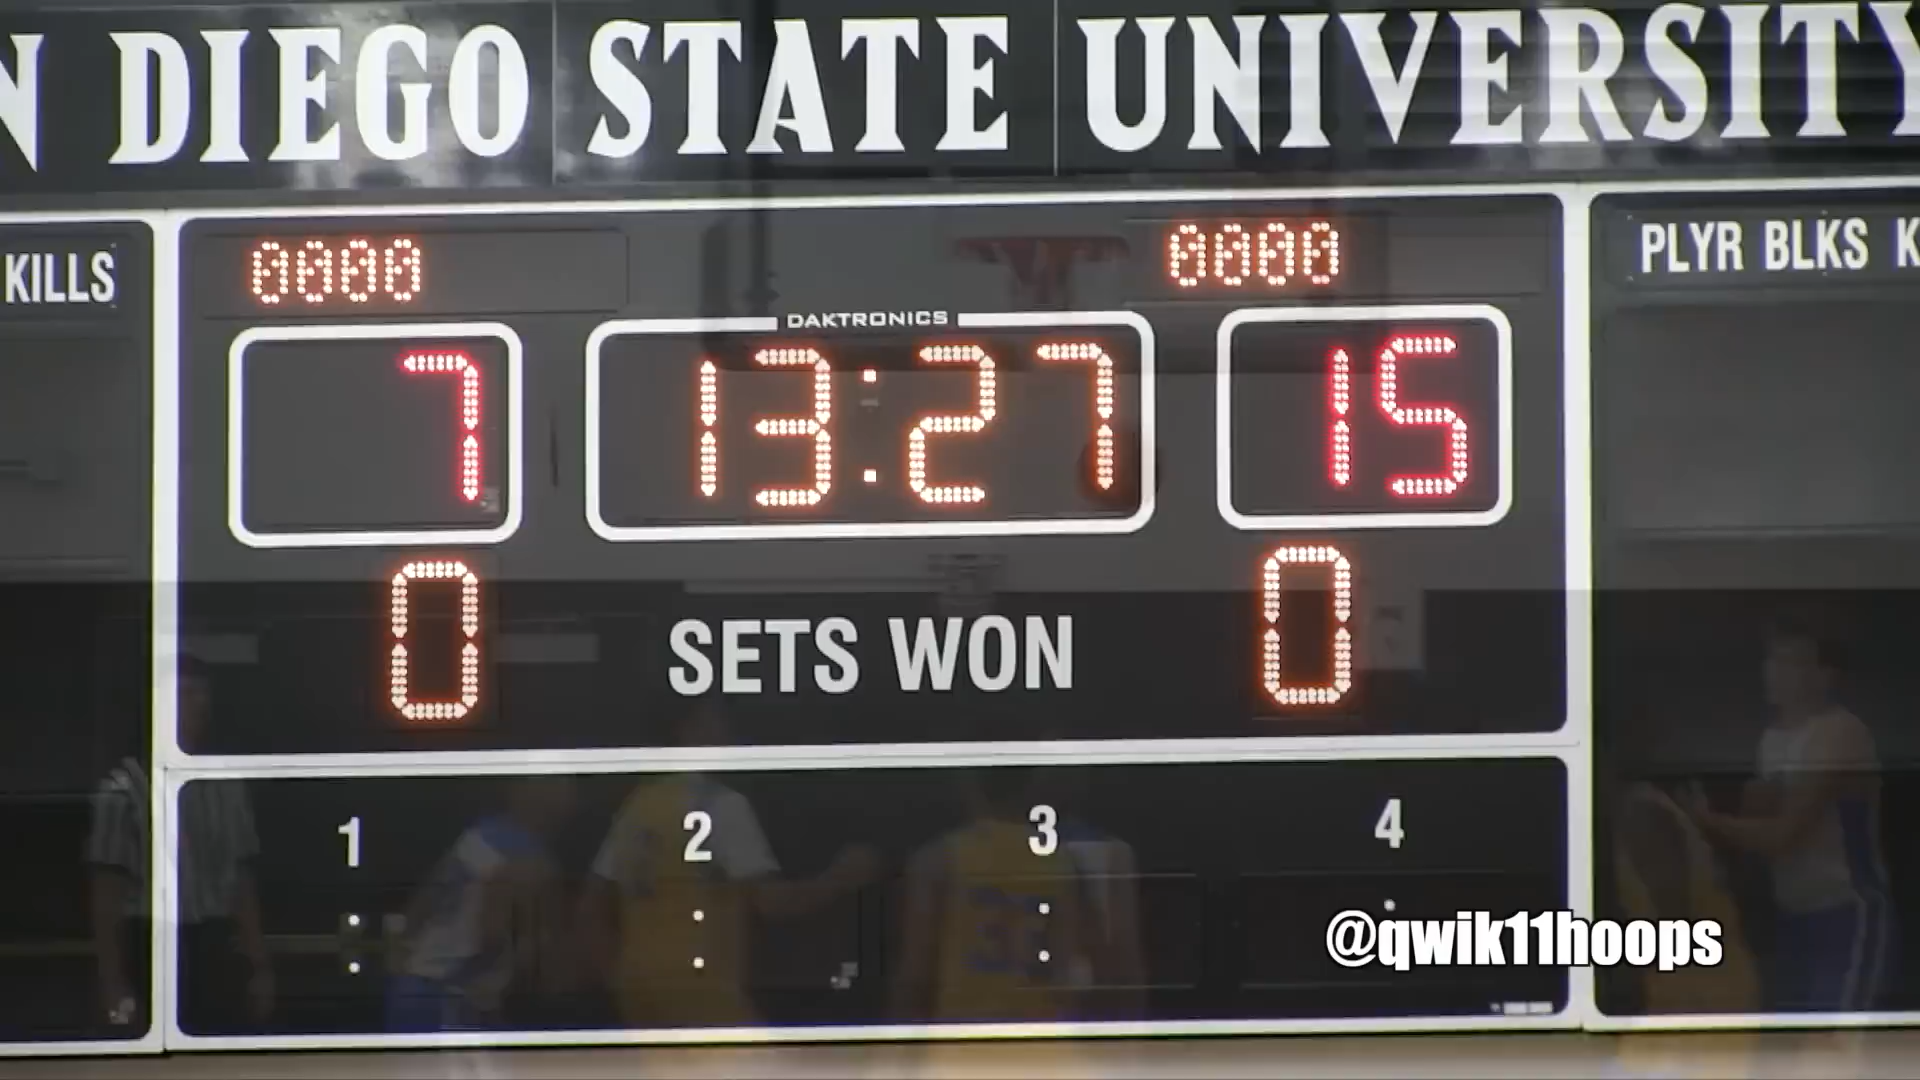 N DIEGO STATE UNIVERSITY
KILLS
0000
0000
PLYR BLKS K
DAKTRONICS
7
13:27
15
0
SETS WON
0
1
2
3
4
:
:
:
@qwik11hoops